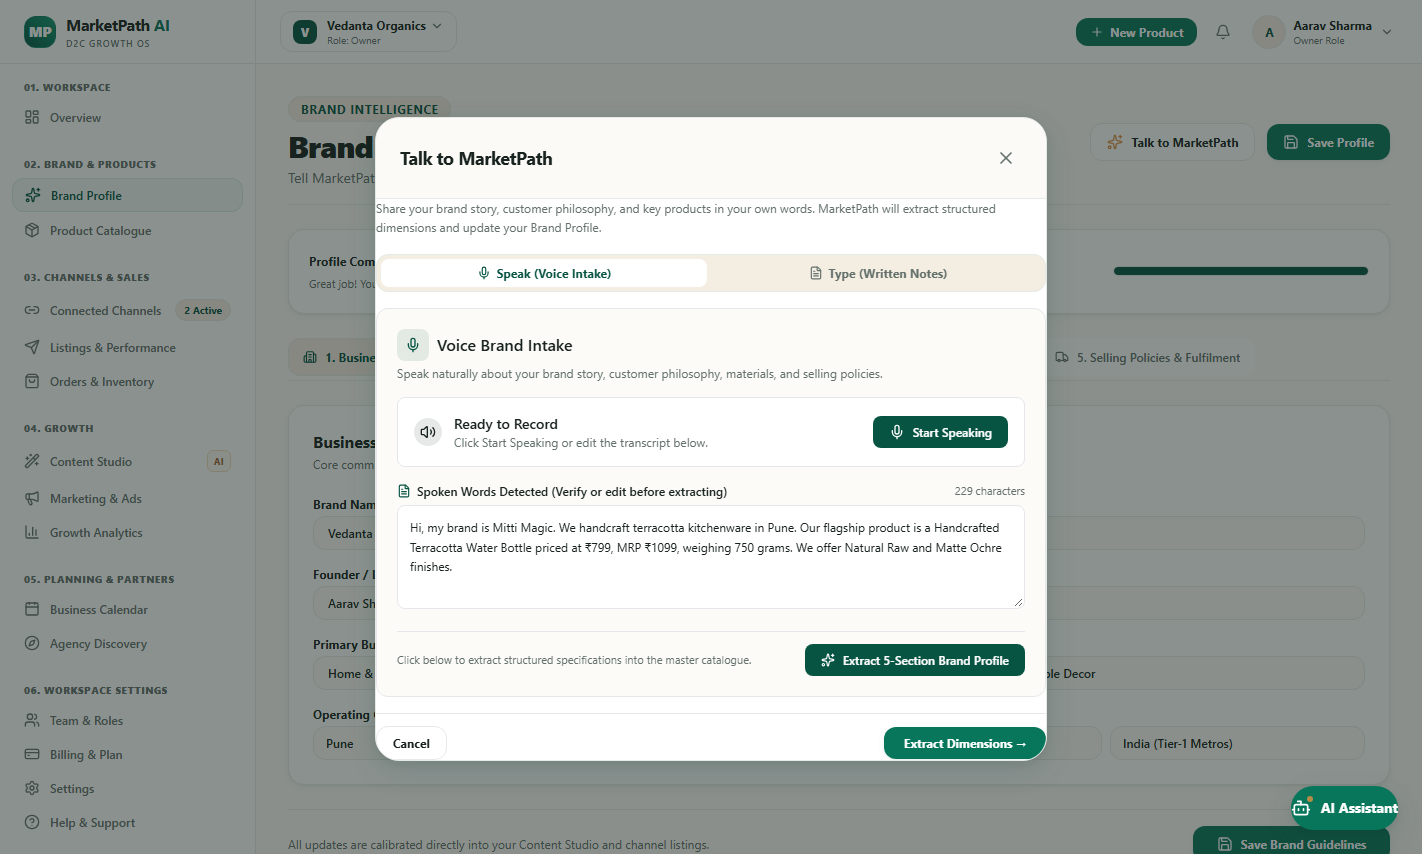 MP
MarketPath AI
D2C GROWTH OS
V
Vedanta Organics
Role: Owner
New Product
A
Aarav Sharma
Owner Role
01. WORKSPACE
Overview
02. BRAND & PRODUCTS
Brand Profile
Product Catalogue
03. CHANNELS & SALES
Connected Channels
2 Active
Listings & Performance
Orders & Inventory
04. GROWTH
Content Studio
AI
Marketing & Ads
Growth Analytics
05. PLANNING & PARTNERS
Business Calendar
Agency Discovery
06. WORKSPACE SETTINGS
Team & Roles
Billing & Plan
Settings
Help & Support
BRAND INTELLIGENCE
Brand
Tell MarketPat
Talk to MarketPath
Save Profile
Profile Com
Great job! You
1. Busine
5. Selling Policies & Fulfilment
Business
Core comm
Brand Nam
Vedanta
Founder /
Aarav Sh
Primary Bu
Home &
Decor
Operating
Pune
India (Tier-1 Metros)
All updates are calibrated directly into your Content Studio and channel listings.
Save Brand Guidelines
AI Assistant
Talk to MarketPath
Share your brand story, customer philosophy, and key products in your own words. MarketPath will extract structured
dimensions and update your Brand Profile.
Speak (Voice Intake)
Type (Written Notes)
Voice Brand Intake
Speak naturally about your brand story, customer philosophy, materials, and selling policies.
Ready to Record
Click Start Speaking or edit the transcript below.
Start Speaking
Spoken Words Detected (Verify or edit before extracting)
229 characters
Hi, my brand is Mitti Magic. We handcraft terracotta kitchenware in Pune. Our flagship product is a Handcrafted
Terracotta Water Bottle priced at ₹799, MRP ₹1099, weighing 750 grams. We offer Natural Raw and Matte Ochre
finishes.
Click below to extract structured specifications into the master catalogue.
Extract 5-Section Brand Profile
Cancel
Extract Dimensions →